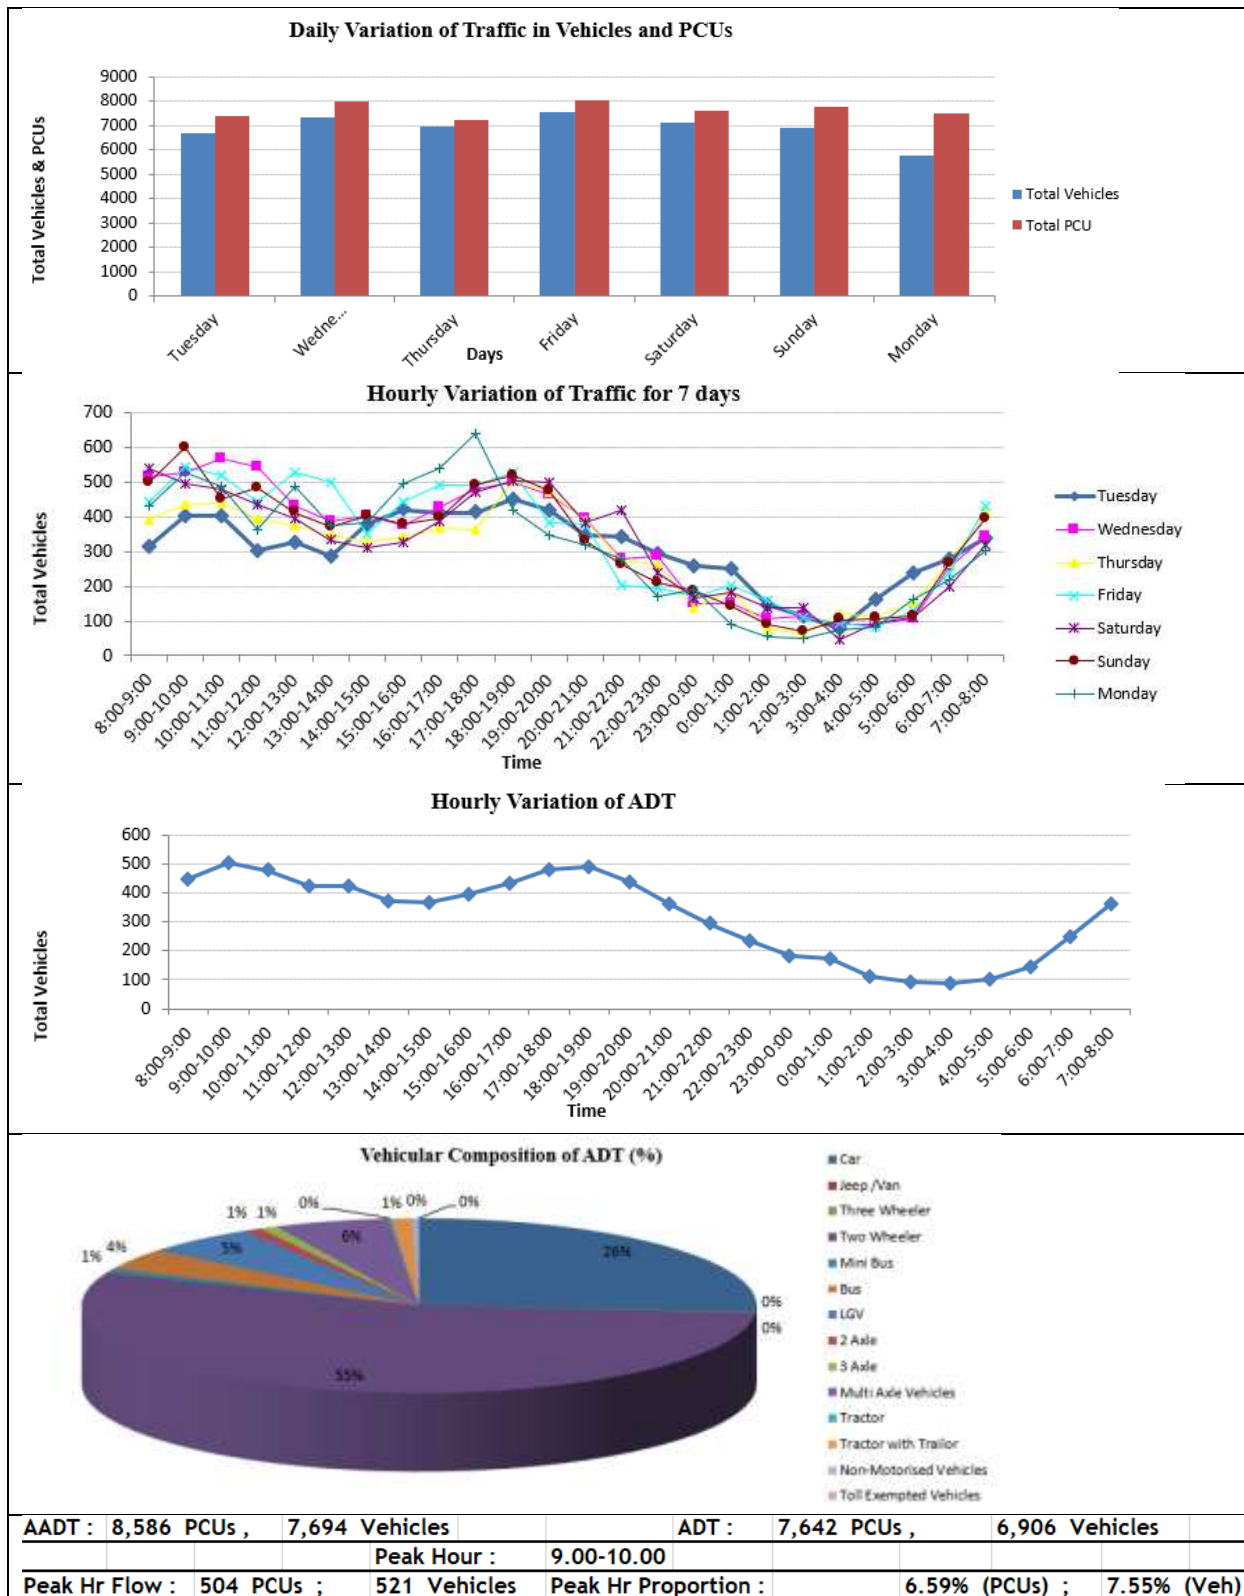 Daily Variation of Traffic in Vehicles and PCUs
9000
8000
7000
6000
5000
4000
3000
2000
1000
0
Total Vehicles & PCUs
Tuesday
Wedne...
Thursday
Friday
Saturday
Sunday
Monday
Days
Total Vehicles
Total PCU
Hourly Variation of Traffic for 7 days
700
600
500
400
300
200
100
0
Total Vehicles
8:00-9:00
9:00-10:00
10:00-11:00
11:00-12:00
12:00-13:00
13:00-14:00
14:00-15:00
15:00-16:00
16:00-17:00
17:00-18:00
18:00-19:00
19:00-20:00
20:00-21:00
21:00-22:00
22:00-23:00
23:00-0:00
0:00-1:00
1:00-2:00
2:00-3:00
3:00-4:00
4:00-5:00
5:00-6:00
6:00-7:00
7:00-8:00
Time
Tuesday
Wednesday
Thursday
Friday
Saturday
Sunday
Monday
Hourly Variation of ADT
600
500
400
300
200
100
0
Total Vehicles
8:00-9:00
9:00-10:00
10:00-11:00
11:00-12:00
12:00-13:00
13:00-14:00
14:00-15:00
15:00-16:00
16:00-17:00
17:00-18:00
18:00-19:00
19:00-20:00
20:00-21:00
21:00-22:00
22:00-23:00
23:00-0:00
0:00-1:00
1:00-2:00
2:00-3:00
3:00-4:00
4:00-5:00
5:00-6:00
6:00-7:00
7:00-8:00
Time
Vehicular Composition of ADT (%)
1%
4%
5%
1%
1%
0%
6%
1%
0%
0%
26%
0%
0%
55%
Car
Jeep /Van
Three Wheeler
Two Wheeler
Mini Bus
Bus
LGV
2 Axle
3 Axle
Multi Axle Vehicles
Tractor
Tractor with Trailor
Non-Motorised Vehicles
Toll Exempted Vehicles
AADT : 8,586 PCUs , 7,694 Vehicles ADT : 7,642 PCUs , 6,906 Vehicles
Peak Hour : 9.00-10.00
Peak Hr Flow : 504 PCUs ; 521 Vehicles Peak Hr Proportion : 6.59% (PCUs) ; 7.55% (Veh)